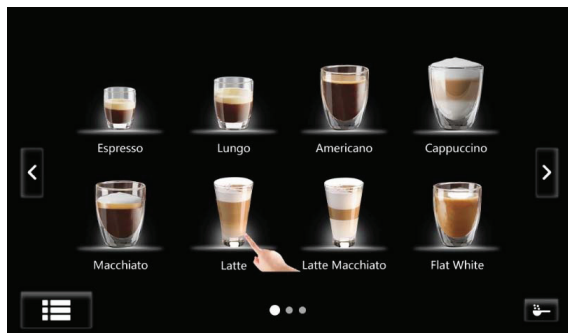 Espresso
Lungo
Americano
Cappuccino
Macchiato
Latte
Latte Macchiato
Flat White